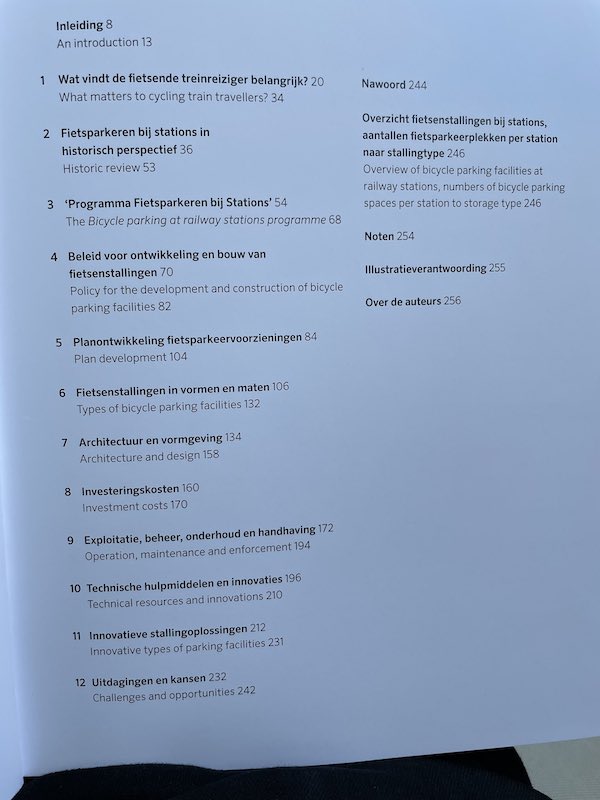 Inleiding 8
An introduction 13
1 Wat vindt de fietsende treinreiziger belangrijk? 20
What matters to cycling train travellers? 34
2 Fietsparkeren bij stations in
historisch perspectief 36
Historic review 53
3 ‘Programma Fietsparkeren bij Stations’ 54
The Bicycle parking at railway stations programme 68
4 Beleid voor ontwikkeling en bouw van
fietsenstallingen 70
Policy for the development and construction of bicycle
parking facilities 82
5 Planontwikkeling fietsparkeervoorzieningen 84
Plan development 104
6 Fietsenstallingen in vormen en maten 106
Types of bicycle parking facilities 132
7 Architectuur en vormgeving 134
Architecture and design 158
8 Investeringskosten 160
Investment costs 170
9 Exploitatie, beheer, onderhoud en handhaving 172
Operation, maintenance and enforcement 194
10 Technische hulpmiddelen en innovaties 196
Technical resources and innovations 210
11 Innovatieve stallingoplossingen 212
Innovative types of parking facilities 231
12 Uitdagingen en kansen 232
Challenges and opportunities 242
Nawoord 244
Overzicht fietsenstallingen bij stations,
aantallen fietsparkeerplekken per station
naar stallingtype 246
Overview of bicycle parking facilities at
railway stations, numbers of bicycle parking
spaces per station to storage type 246
Noten 254
Illustratieverantwoording 255
Over de auteurs 256